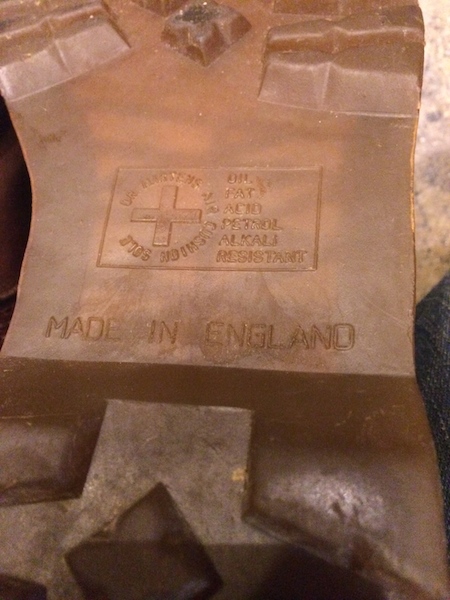 DR. MARTENS AIR CUSHION SOLE
OIL
FAT
ACID
PETROL
ALKALI
RESISTANT
MADE IN ENGLAND